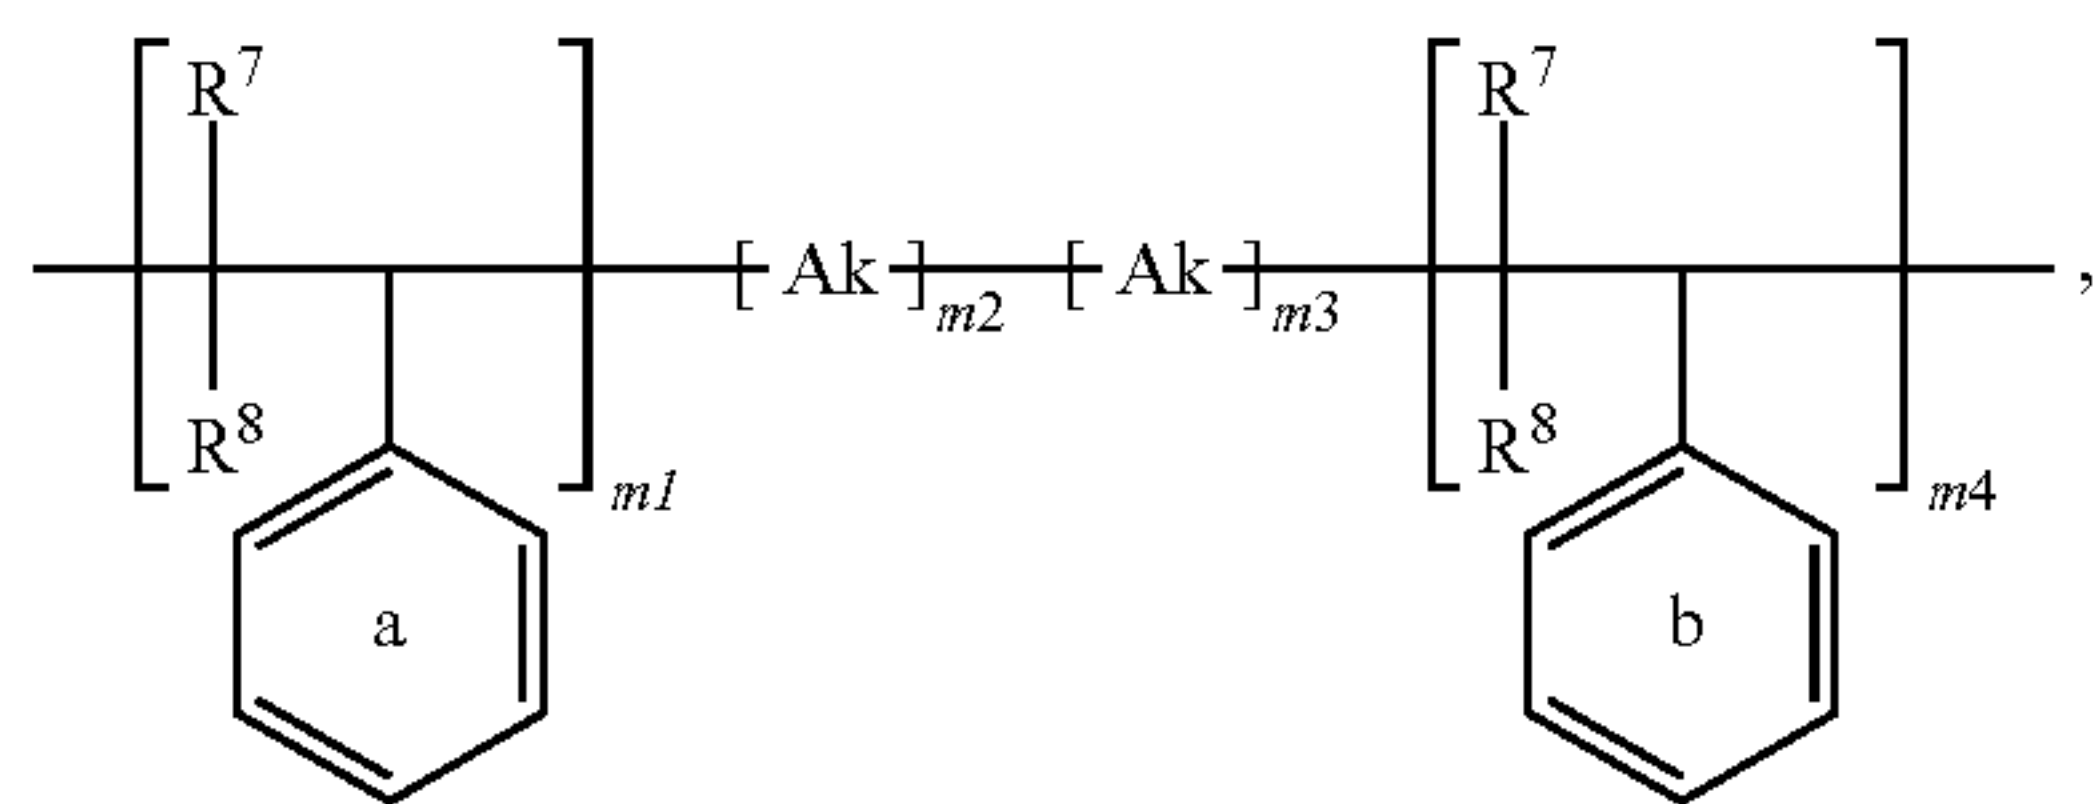 R⁷ R⁷
[ Ak ]m2 [ Ak ]m3 ,
R⁸ R⁸
m1 m4
a b